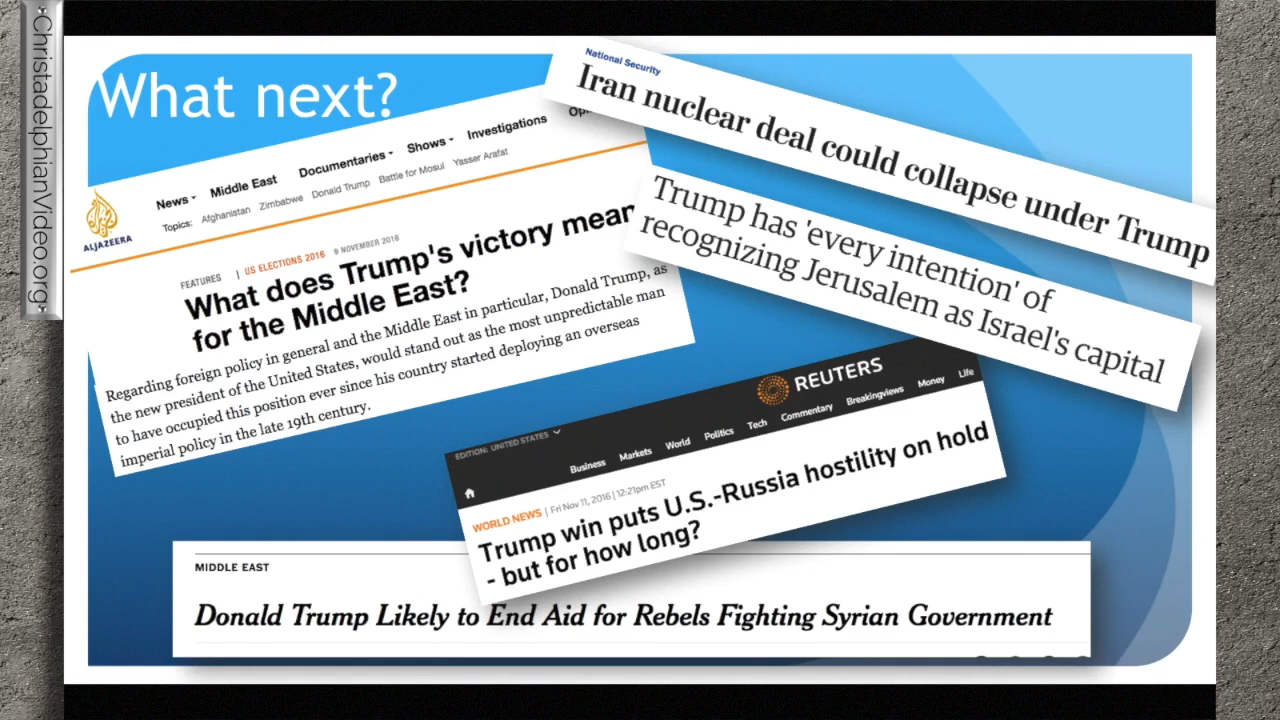 ChristadelphianVideo.org
What next?
News Middle East Documentaries Shows Investigations
Topics: Afghanistan Zimbabwe Donald Trump Battle for Mosul Yasser Arafat
ALJAZEERA
FEATURES | US ELECTIONS 2016 9 NOVEMBER 2016
What does Trump's victory mean
for the Middle East?
Regarding foreign policy in general and the Middle East in particular, Donald Trump, as
the new president of the United States, would stand out as the most unpredictable man
to have occupied this position ever since his country started deploying an overseas
imperial policy in the late 19th century.
National Security
Iran nuclear deal could collapse under Trump
Trump has 'every intention' of
recognizing Jerusalem as Israel's capital
REUTERS
EDITION: UNITED STATES
Business Markets World Politics Tech Commentary Breakingviews Money Life
WORLD NEWS | Fri Nov 11, 2016 | 12:21pm EST
Trump win puts U.S.-Russia hostility on hold
- but for how long?
MIDDLE EAST
Donald Trump Likely to End Aid for Rebels Fighting Syrian Government